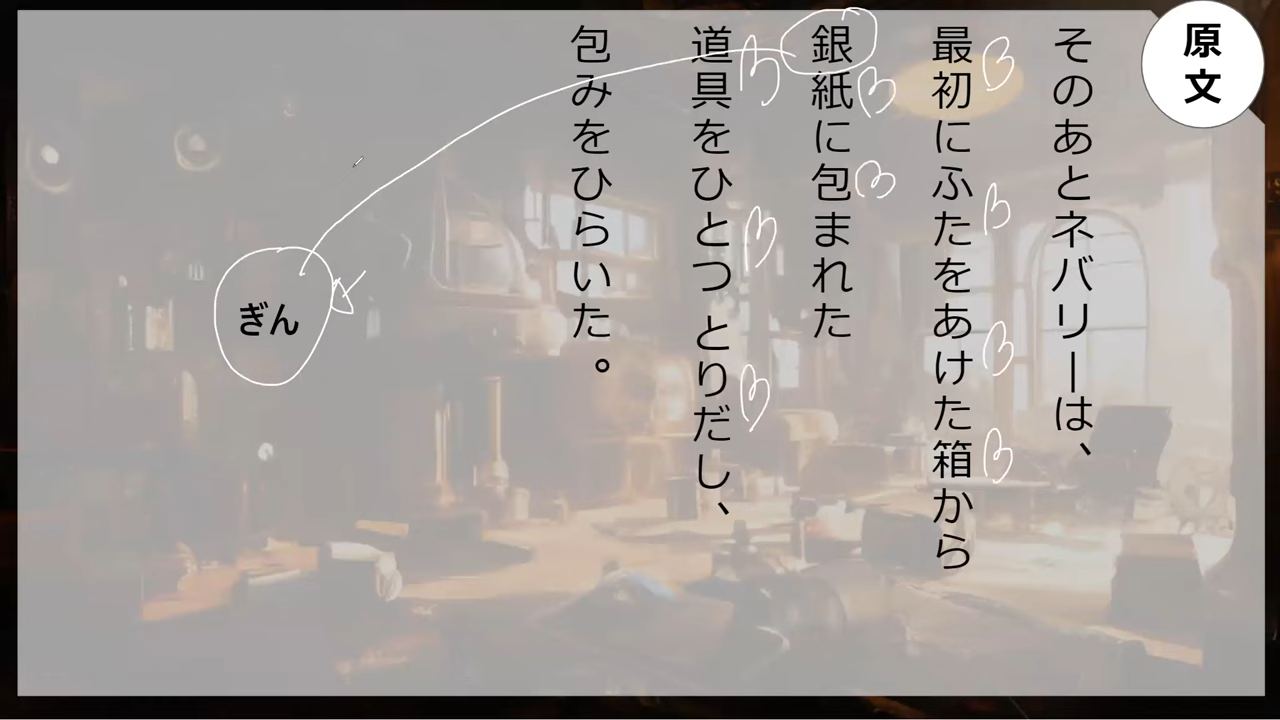 原文
そのあとネバリーは、
最初にふたをあけた箱から
銀紙に包まれた
道具をひとつ とりだし、
包みをひらいた。
ぎん